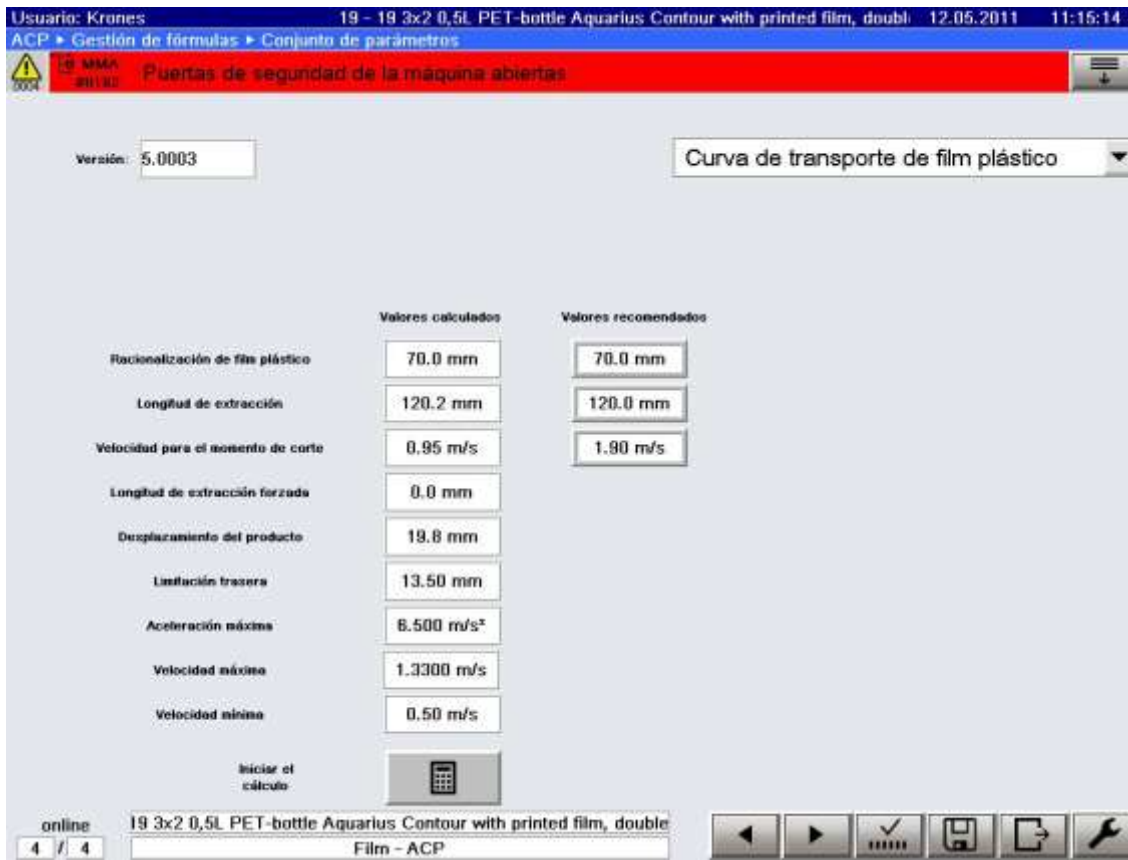 Usuario: Krones 19 - 19 3x2 0,5L PET-bottle Aquarius Contour with printed film, doubl 12.05.2011 11:15:14
ACP ▸ Gestión de fórmulas ▸ Conjunto de parámetros
0004 MMA Puertas de seguridad de la máquina abiertas
Versión: 5.0003 Curva de transporte de film plástico
Valores calculados Valores recomendados
Racionalización de film plástico 70.0 mm 70.0 mm
Longitud de extracción 120.2 mm 120.0 mm
Velocidad para el momento de corte 0.95 m/s 1.90 m/s
Longitud de extracción forzada 0.0 mm
Desplazamiento del producto 19.8 mm
Limitación trasera 13.50 mm
Aceleración máxima 6.500 m/s²
Velocidad máxima 1.3300 m/s
Velocidad mínima 0.50 m/s
Iniciar el
cálculo
online 19 3x2 0,5L PET-bottle Aquarius Contour with printed film, double
4 / 4 Film - ACP